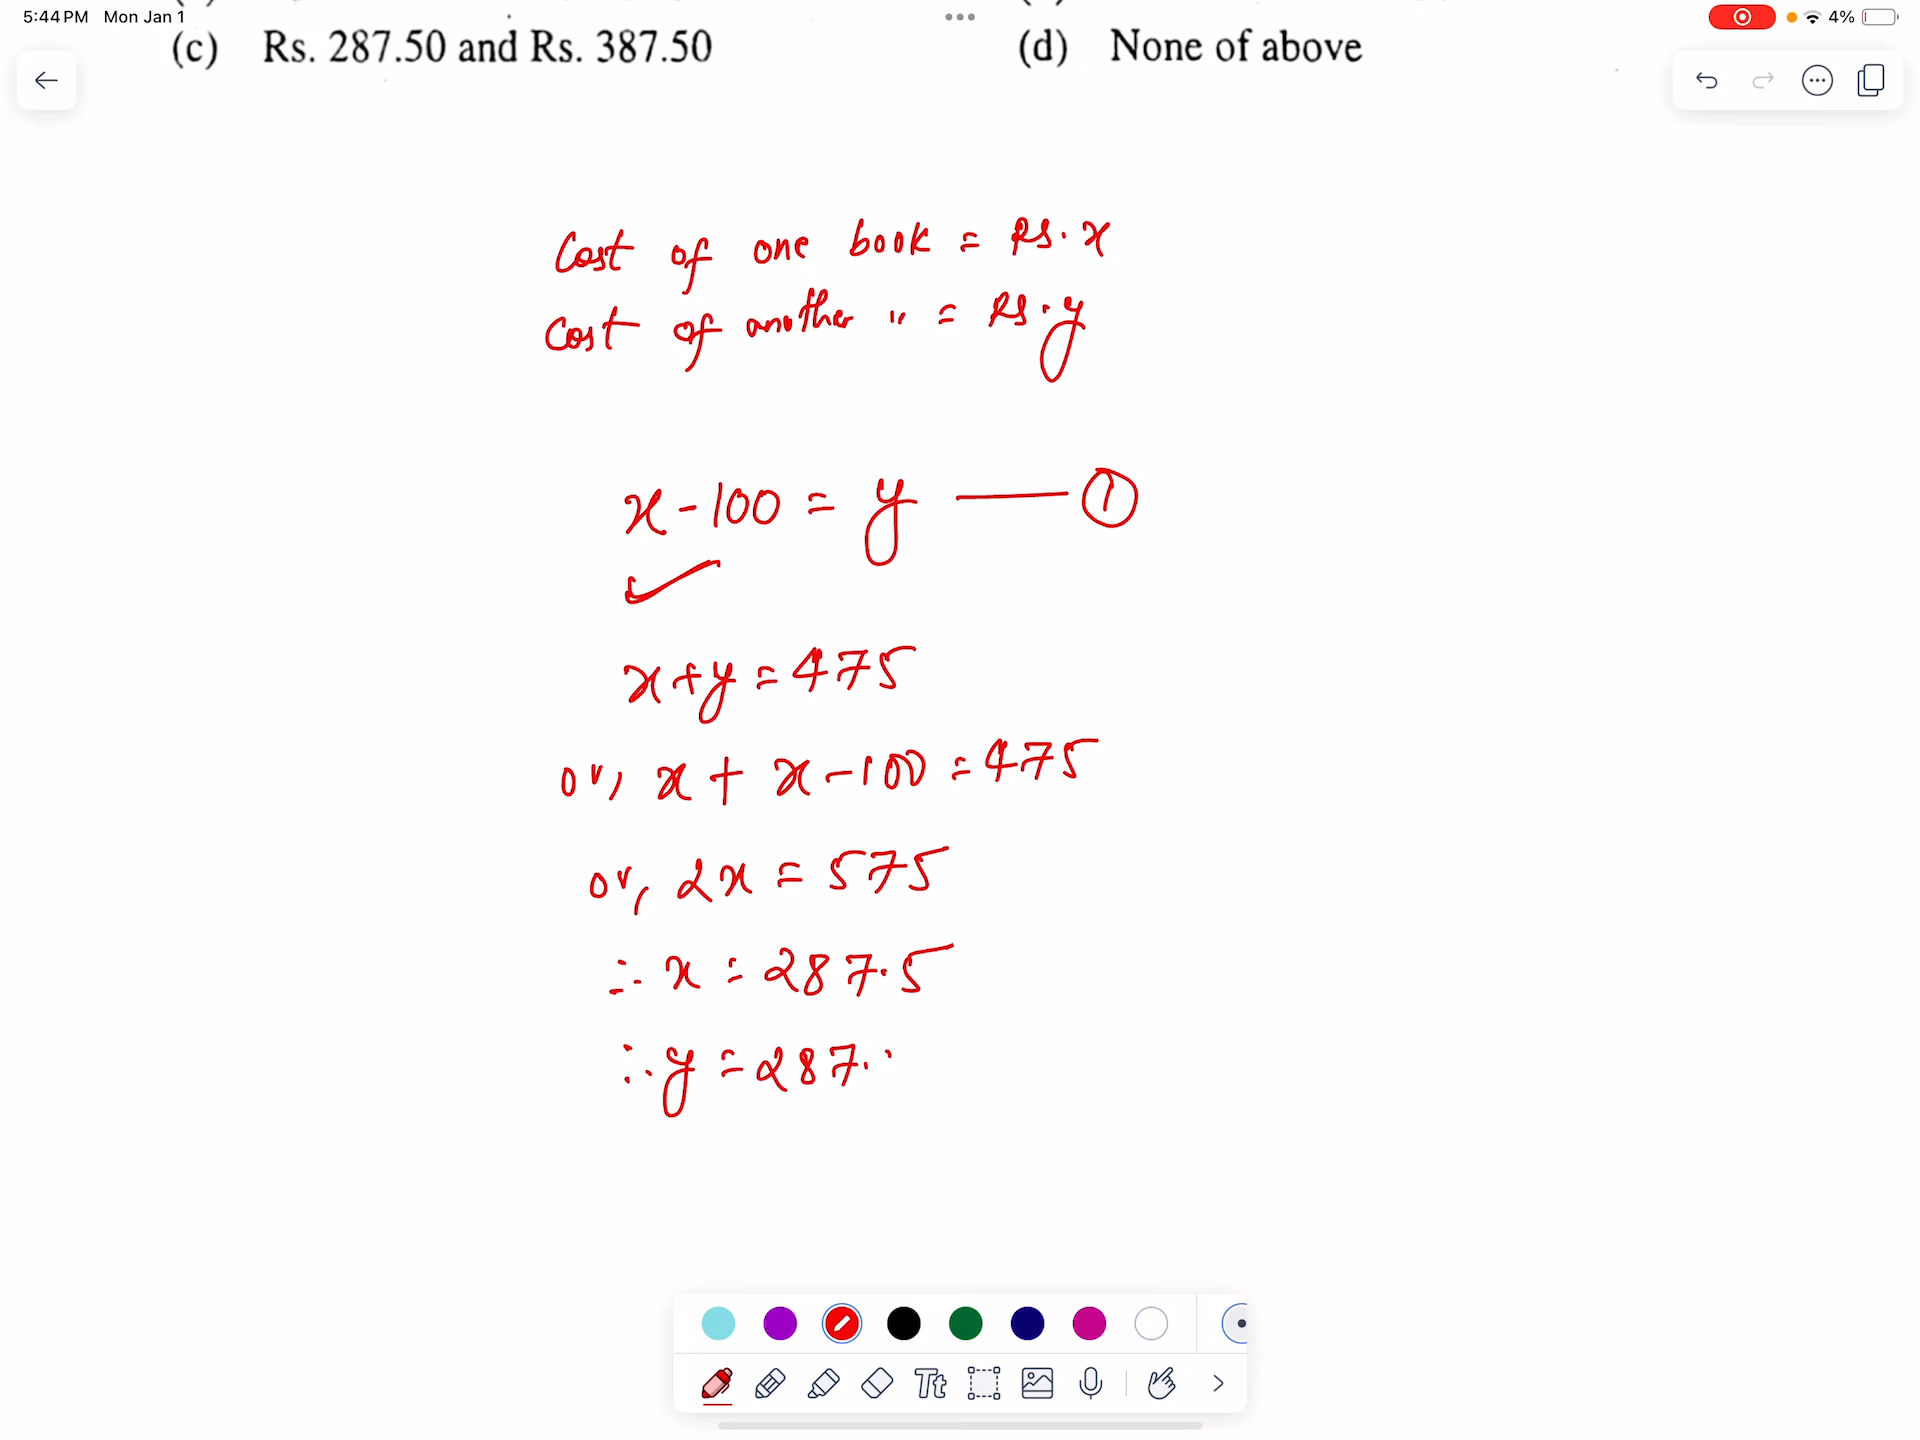 5:44 PM Mon Jan 1
4%
(c) Rs. 287.50 and Rs. 387.50
(d) None of above
Cost of one book = Rs. x
Cost of another " = Rs. y
x - 100 = y —— ①
x + y = 475
or, x + x - 100 = 475
or, 2x = 575
∴ x = 287.5
∴ y = 287.
Tt